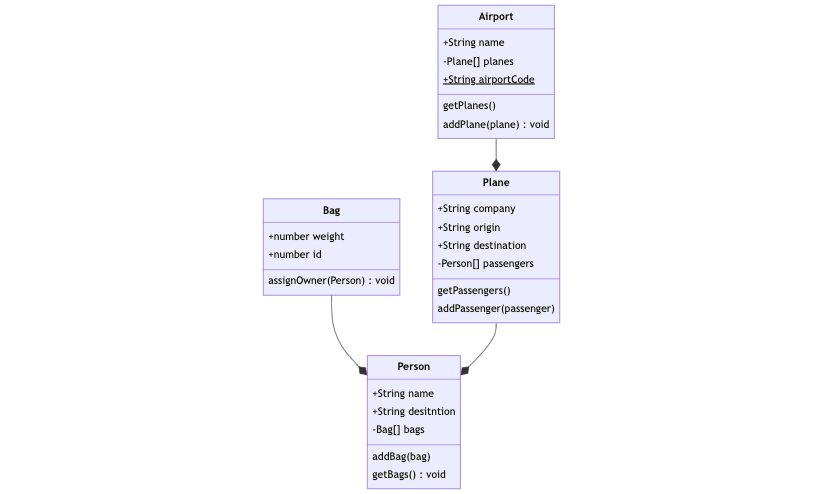 Airport
+String name
-Plane[] planes
+String airportCode
getPlanes()
addPlane(plane) : void
Plane
+String company
+String origin
+String destination
-Person[] passengers
getPassengers()
addPassenger(passenger)
Bag
+number weight
+number id
assignOwner(Person) : void
Person
+String name
+String desitntion
-Bag[] bags
addBag(bag)
getBags() : void